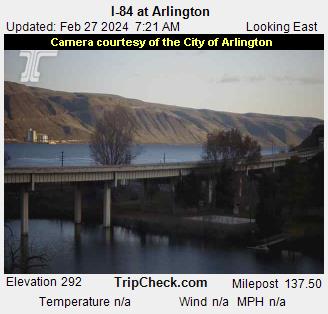 I-84 at Arlington
Updated: Feb 27 2024 7:21 AM Looking East
Camera courtesy of the City of Arlington
Elevation 292 TripCheck.com Milepost 137.50
Temperature n/a Wind n/a MPH n/a